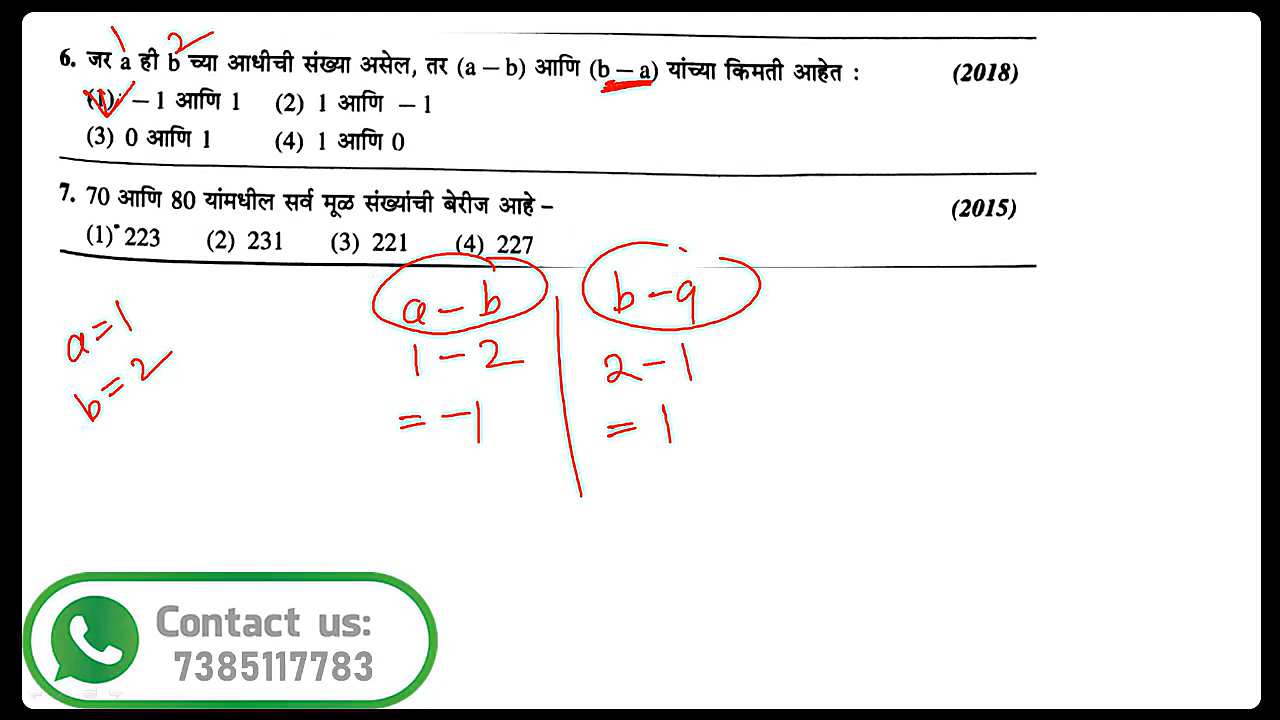 1 2
6. जर a ही b च्या आधीची संख्या असेल, तर (a – b) आणि (b – a) यांच्या किमती आहेत : (2018)
(1) – 1 आणि 1 (2) 1 आणि – 1
(3) 0 आणि 1 (4) 1 आणि 0
7. 70 आणि 80 यांमधील सर्व मूळ संख्यांची बेरीज आहे – (2015)
(1) 223 (2) 231 (3) 221 (4) 227
a = 1
b = 2
a – b
1 – 2
= –1
b – a
2 – 1
= 1
Contact us:
7385117783